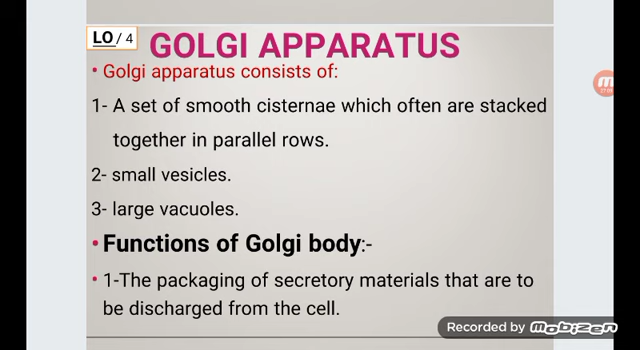 LO/ 4
GOLGI APPARATUS
• Golgi apparatus consists of:
1- A set of smooth cisternae which often are stacked
together in parallel rows.
2- small vesicles.
3- large vacuoles.
• Functions of Golgi body:-
• 1-The packaging of secretory materials that are to
be discharged from the cell.
Recorded by mobizen